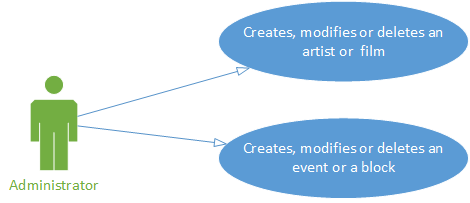 Creates, modifies or deletes an
artist or  film
Administrator
Creates, modifies or deletes an
event or a block